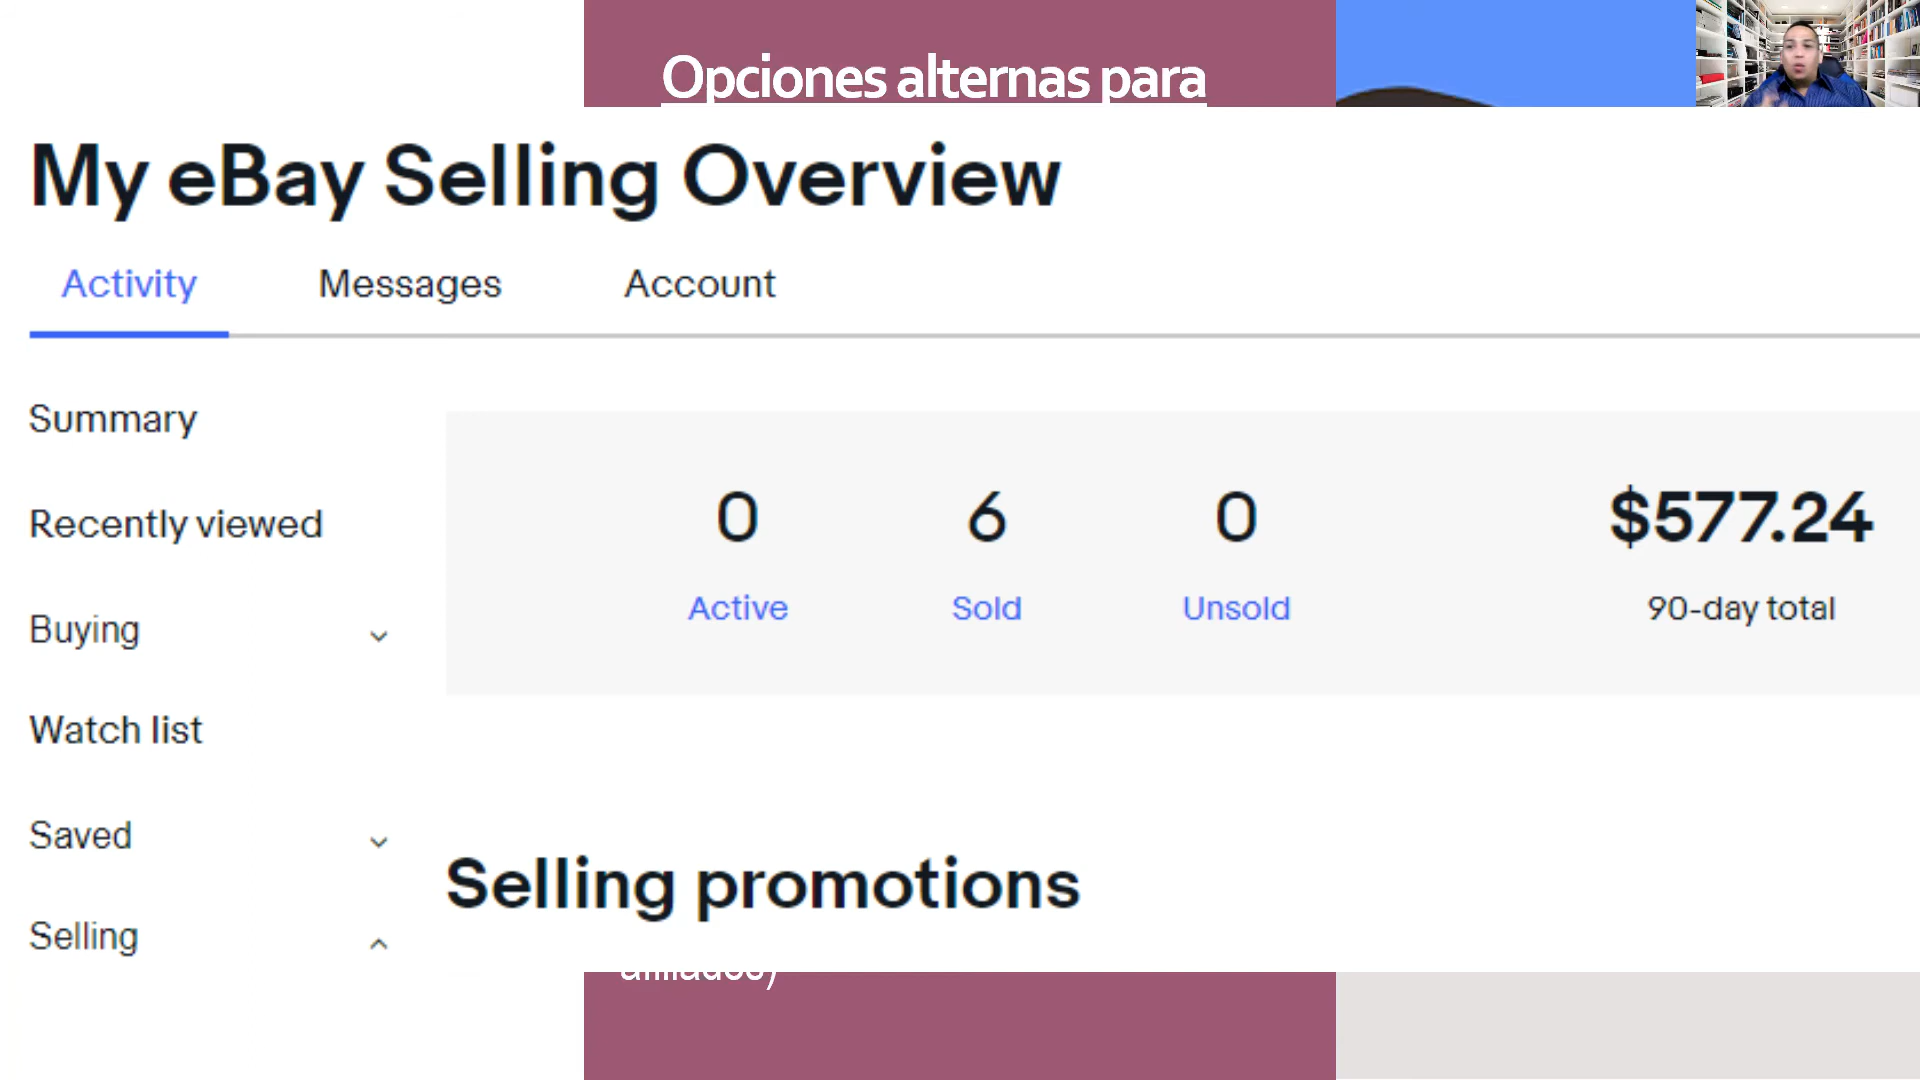 Opciones alternas para
My eBay Selling Overview
Activity Messages Account
Summary
Recently viewed
Buying
Watch list
Saved
Selling
0 6 0 $577.24
Active Sold Unsold 90-day total
Selling promotions
afiliados)